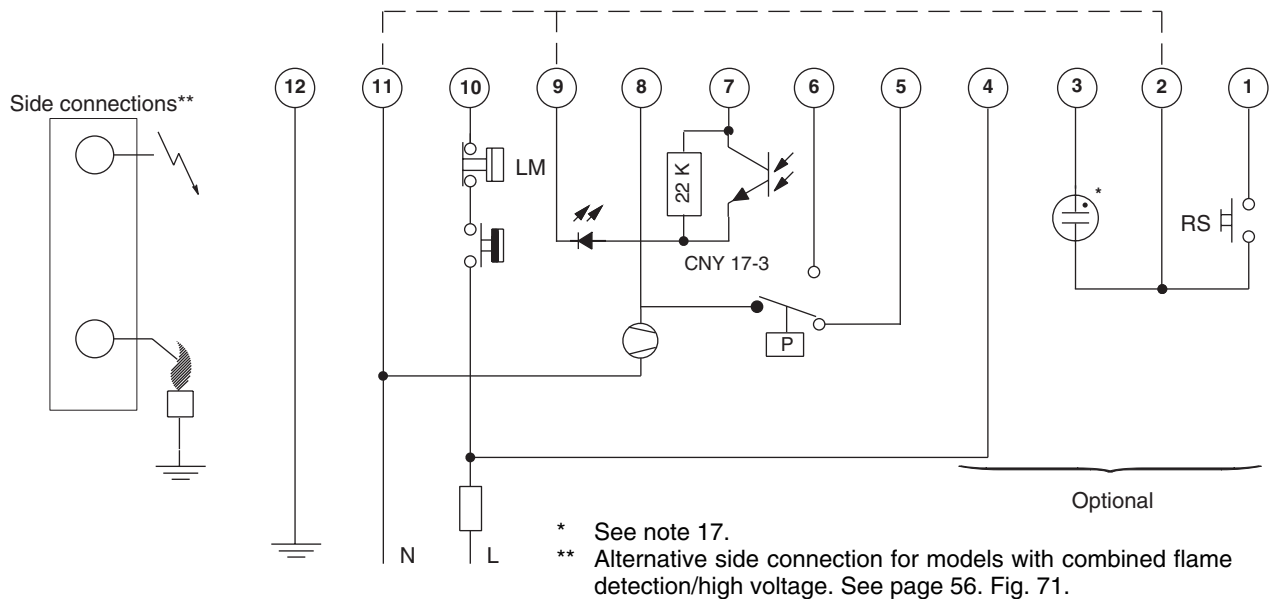 12 11 10 9 8 7 6 5 4 3 2 1
Side connections**
LM
22 K
*
RS
CNY 17-3
P
Optional
N L
* See note 17.
** Alternative side connection for models with combined flame
detection/high voltage. See page 56. Fig. 71.